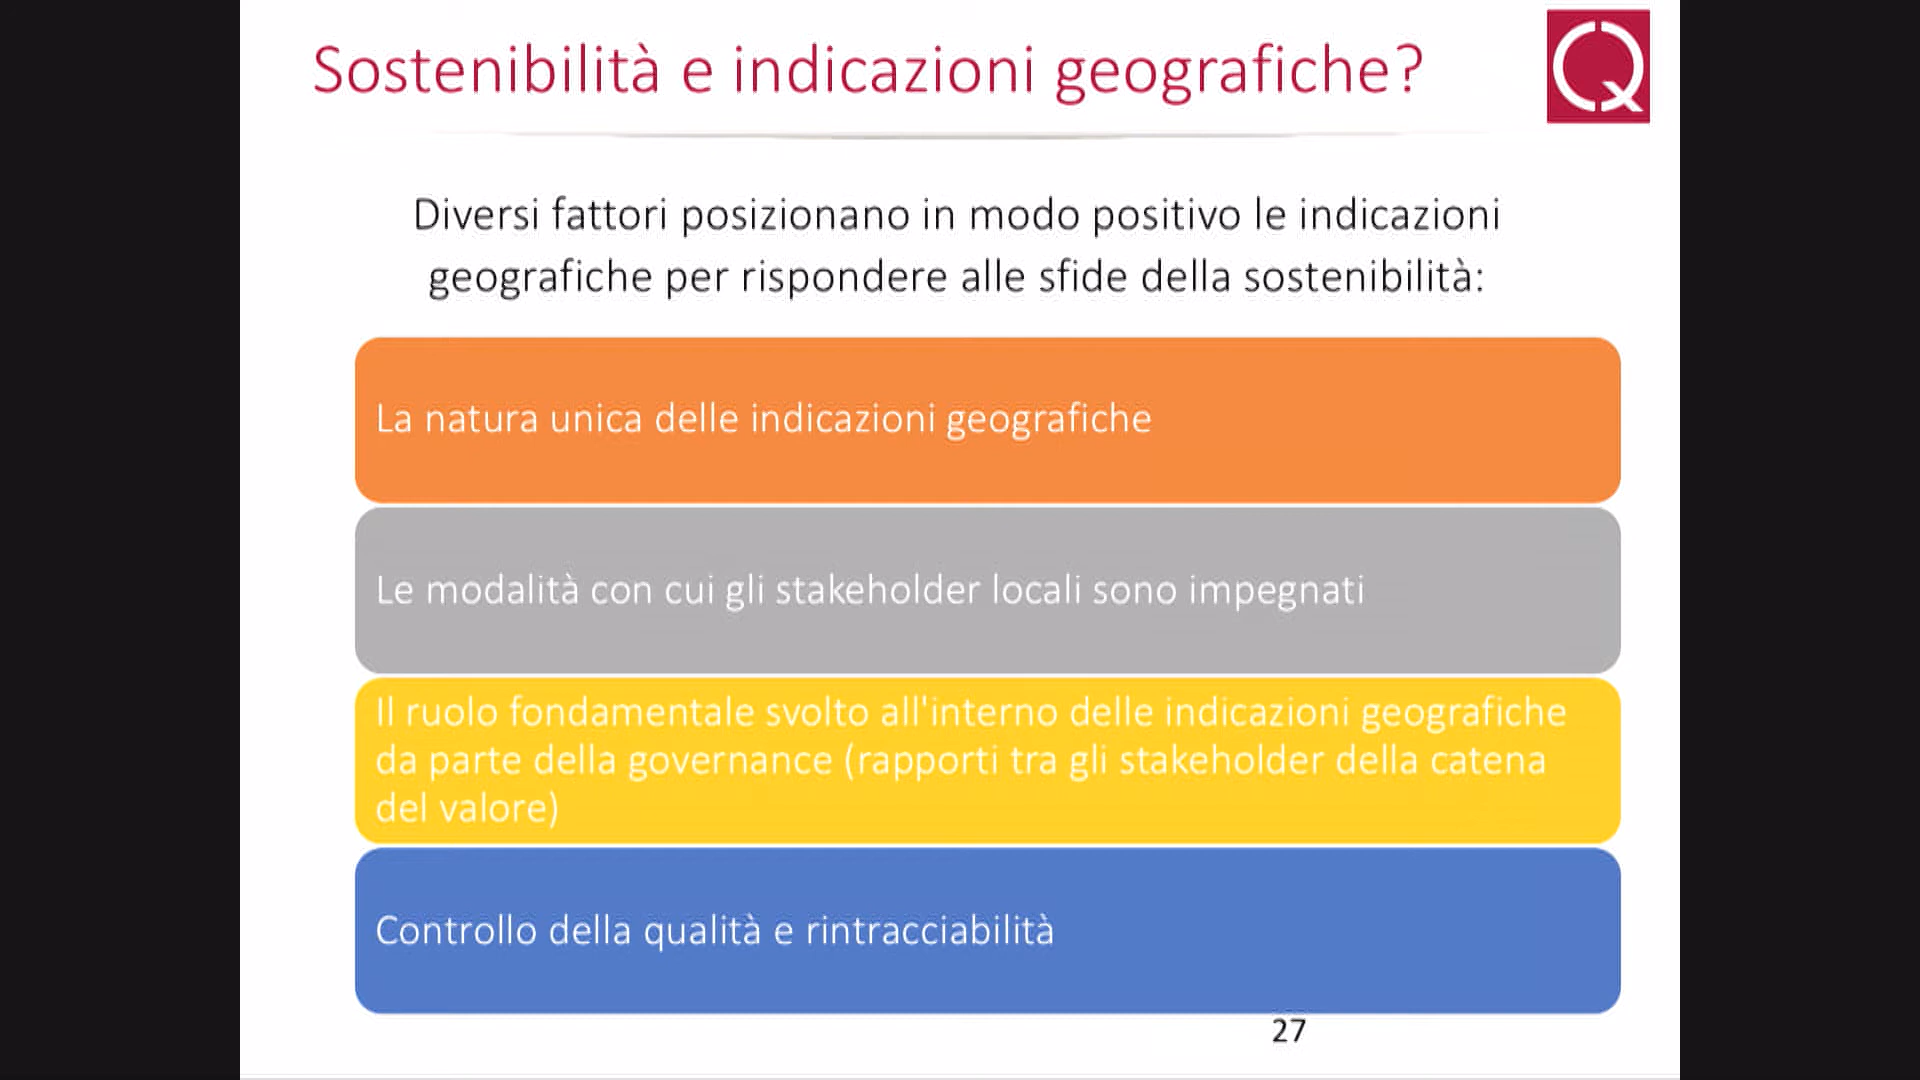 Sostenibilità e indicazioni geografiche?
Diversi fattori posizionano in modo positivo le indicazioni
geografiche per rispondere alle sfide della sostenibilità:
La natura unica delle indicazioni geografiche
Le modalità con cui gli stakeholder locali sono impegnati
Il ruolo fondamentale svolto all'interno delle indicazioni geografiche
da parte della governance (rapporti tra gli stakeholder della catena
del valore)
Controllo della qualità e rintracciabilità
27